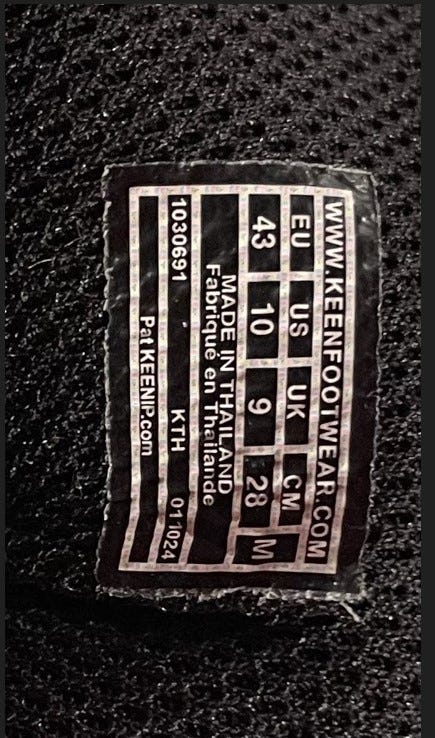 WWW.KEENFOOTWEAR.COM
EU US UK CM M
43 10 9 28
MADE IN THAILAND
Fabriqué en Thailande
1030691 KTH 011024
Pat KEENIP.com